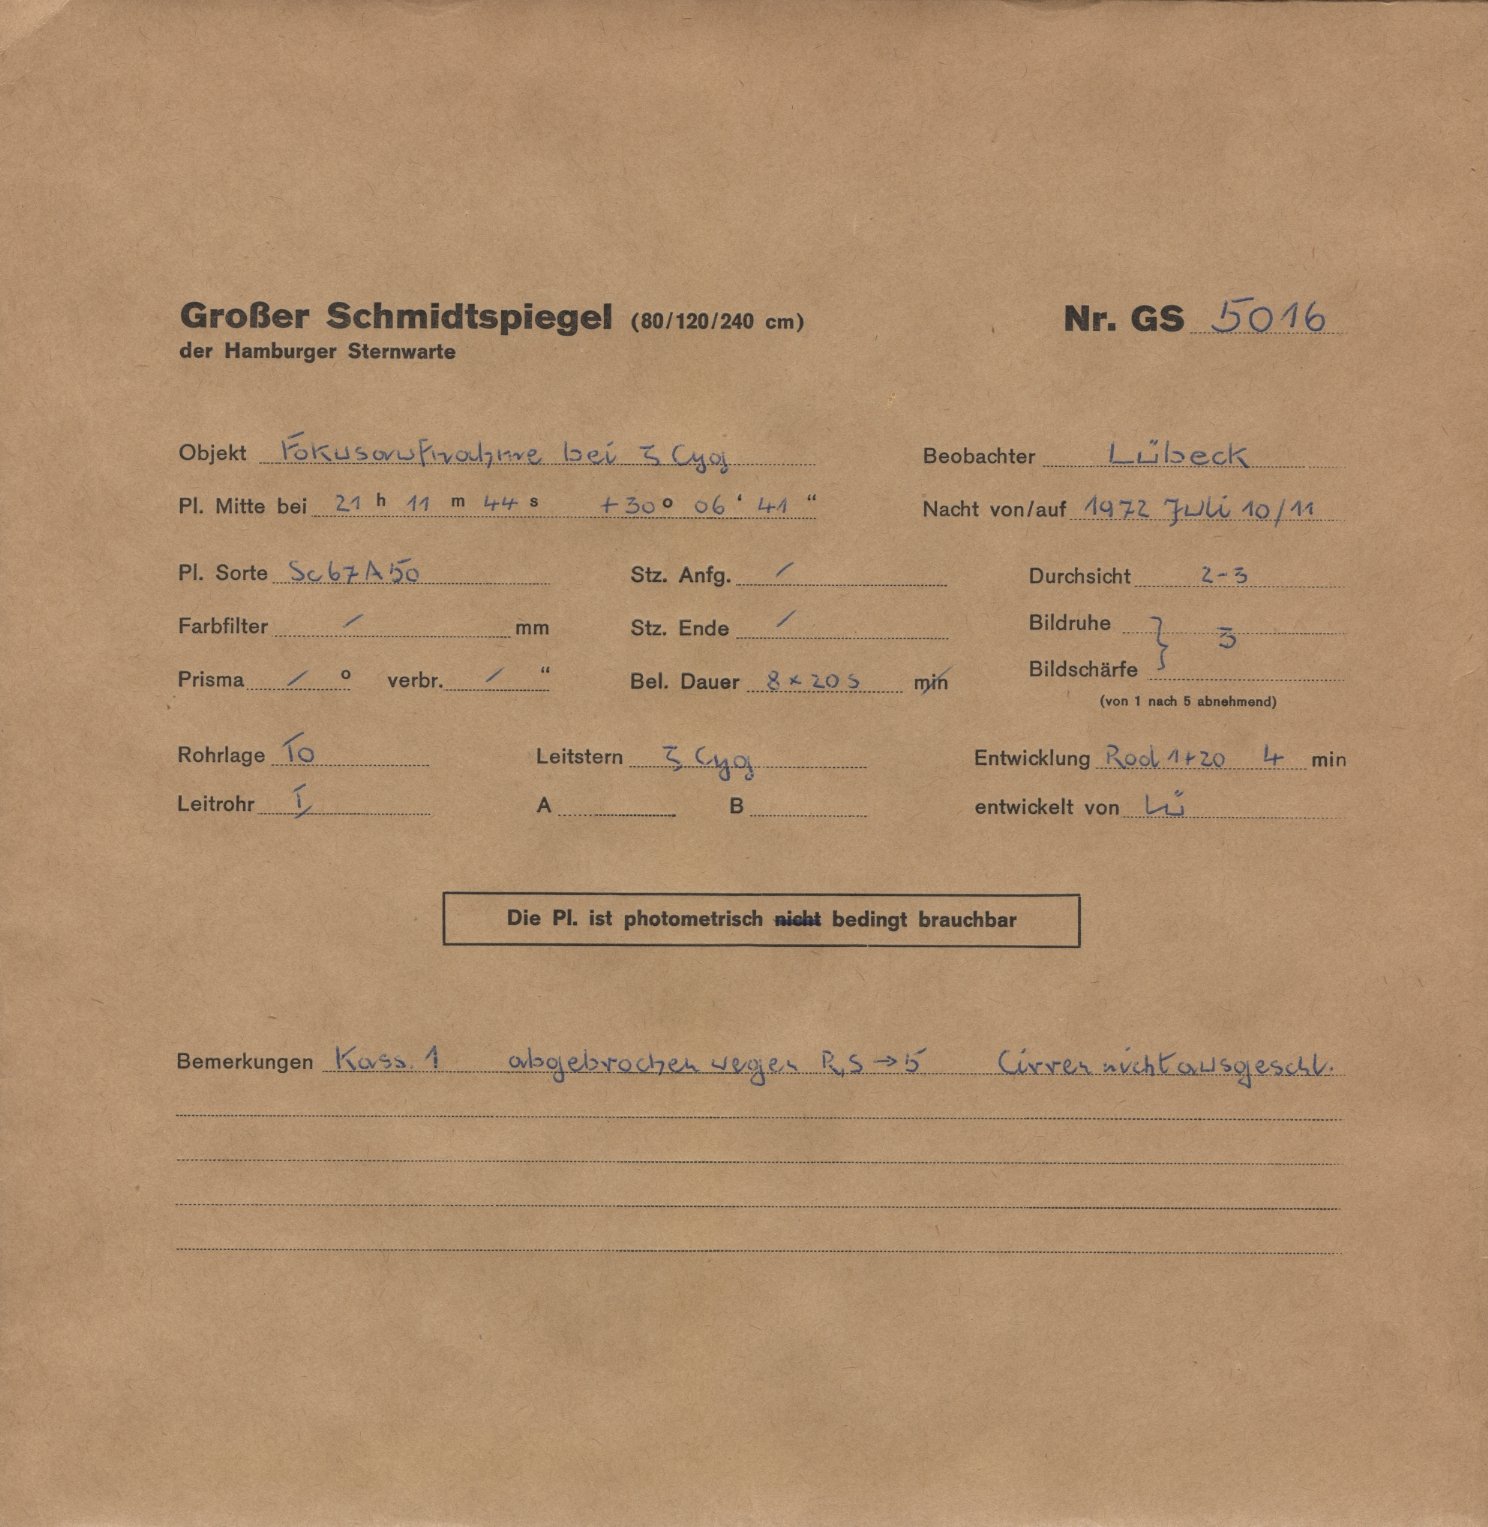 Großer Schmidtspiegel (80/120/240 cm) Nr. GS 5016
der Hamburger Sternwarte
Objekt Fokusaufnahme bei ζ Cyg Beobachter Lübeck
Pl. Mitte bei 21 h 11 m 44 s +30 o 06 ‘ 41 “ Nacht von/auf 1972 Juli 10/11
Pl. Sorte Sc67A50 Stz. Anfg. / Durchsicht 2-3
Farbfilter / mm Stz. Ende / Bildruhe } 3
Prisma / o verbr. / “ Bel. Dauer 8 x 20 s min Bildschärfe
(von 1 nach 5 abnehmend)
Rohrlage TO Leitstern ζ Cyg Entwicklung Rod 1+20 4 min
Leitrohr I A B entwickelt von Lü
Die Pl. ist photometrisch nicht bedingt brauchbar
Bemerkungen Kass. 1 abgebrochen wegen R,S → 5 Cirren nicht ausgeschl.